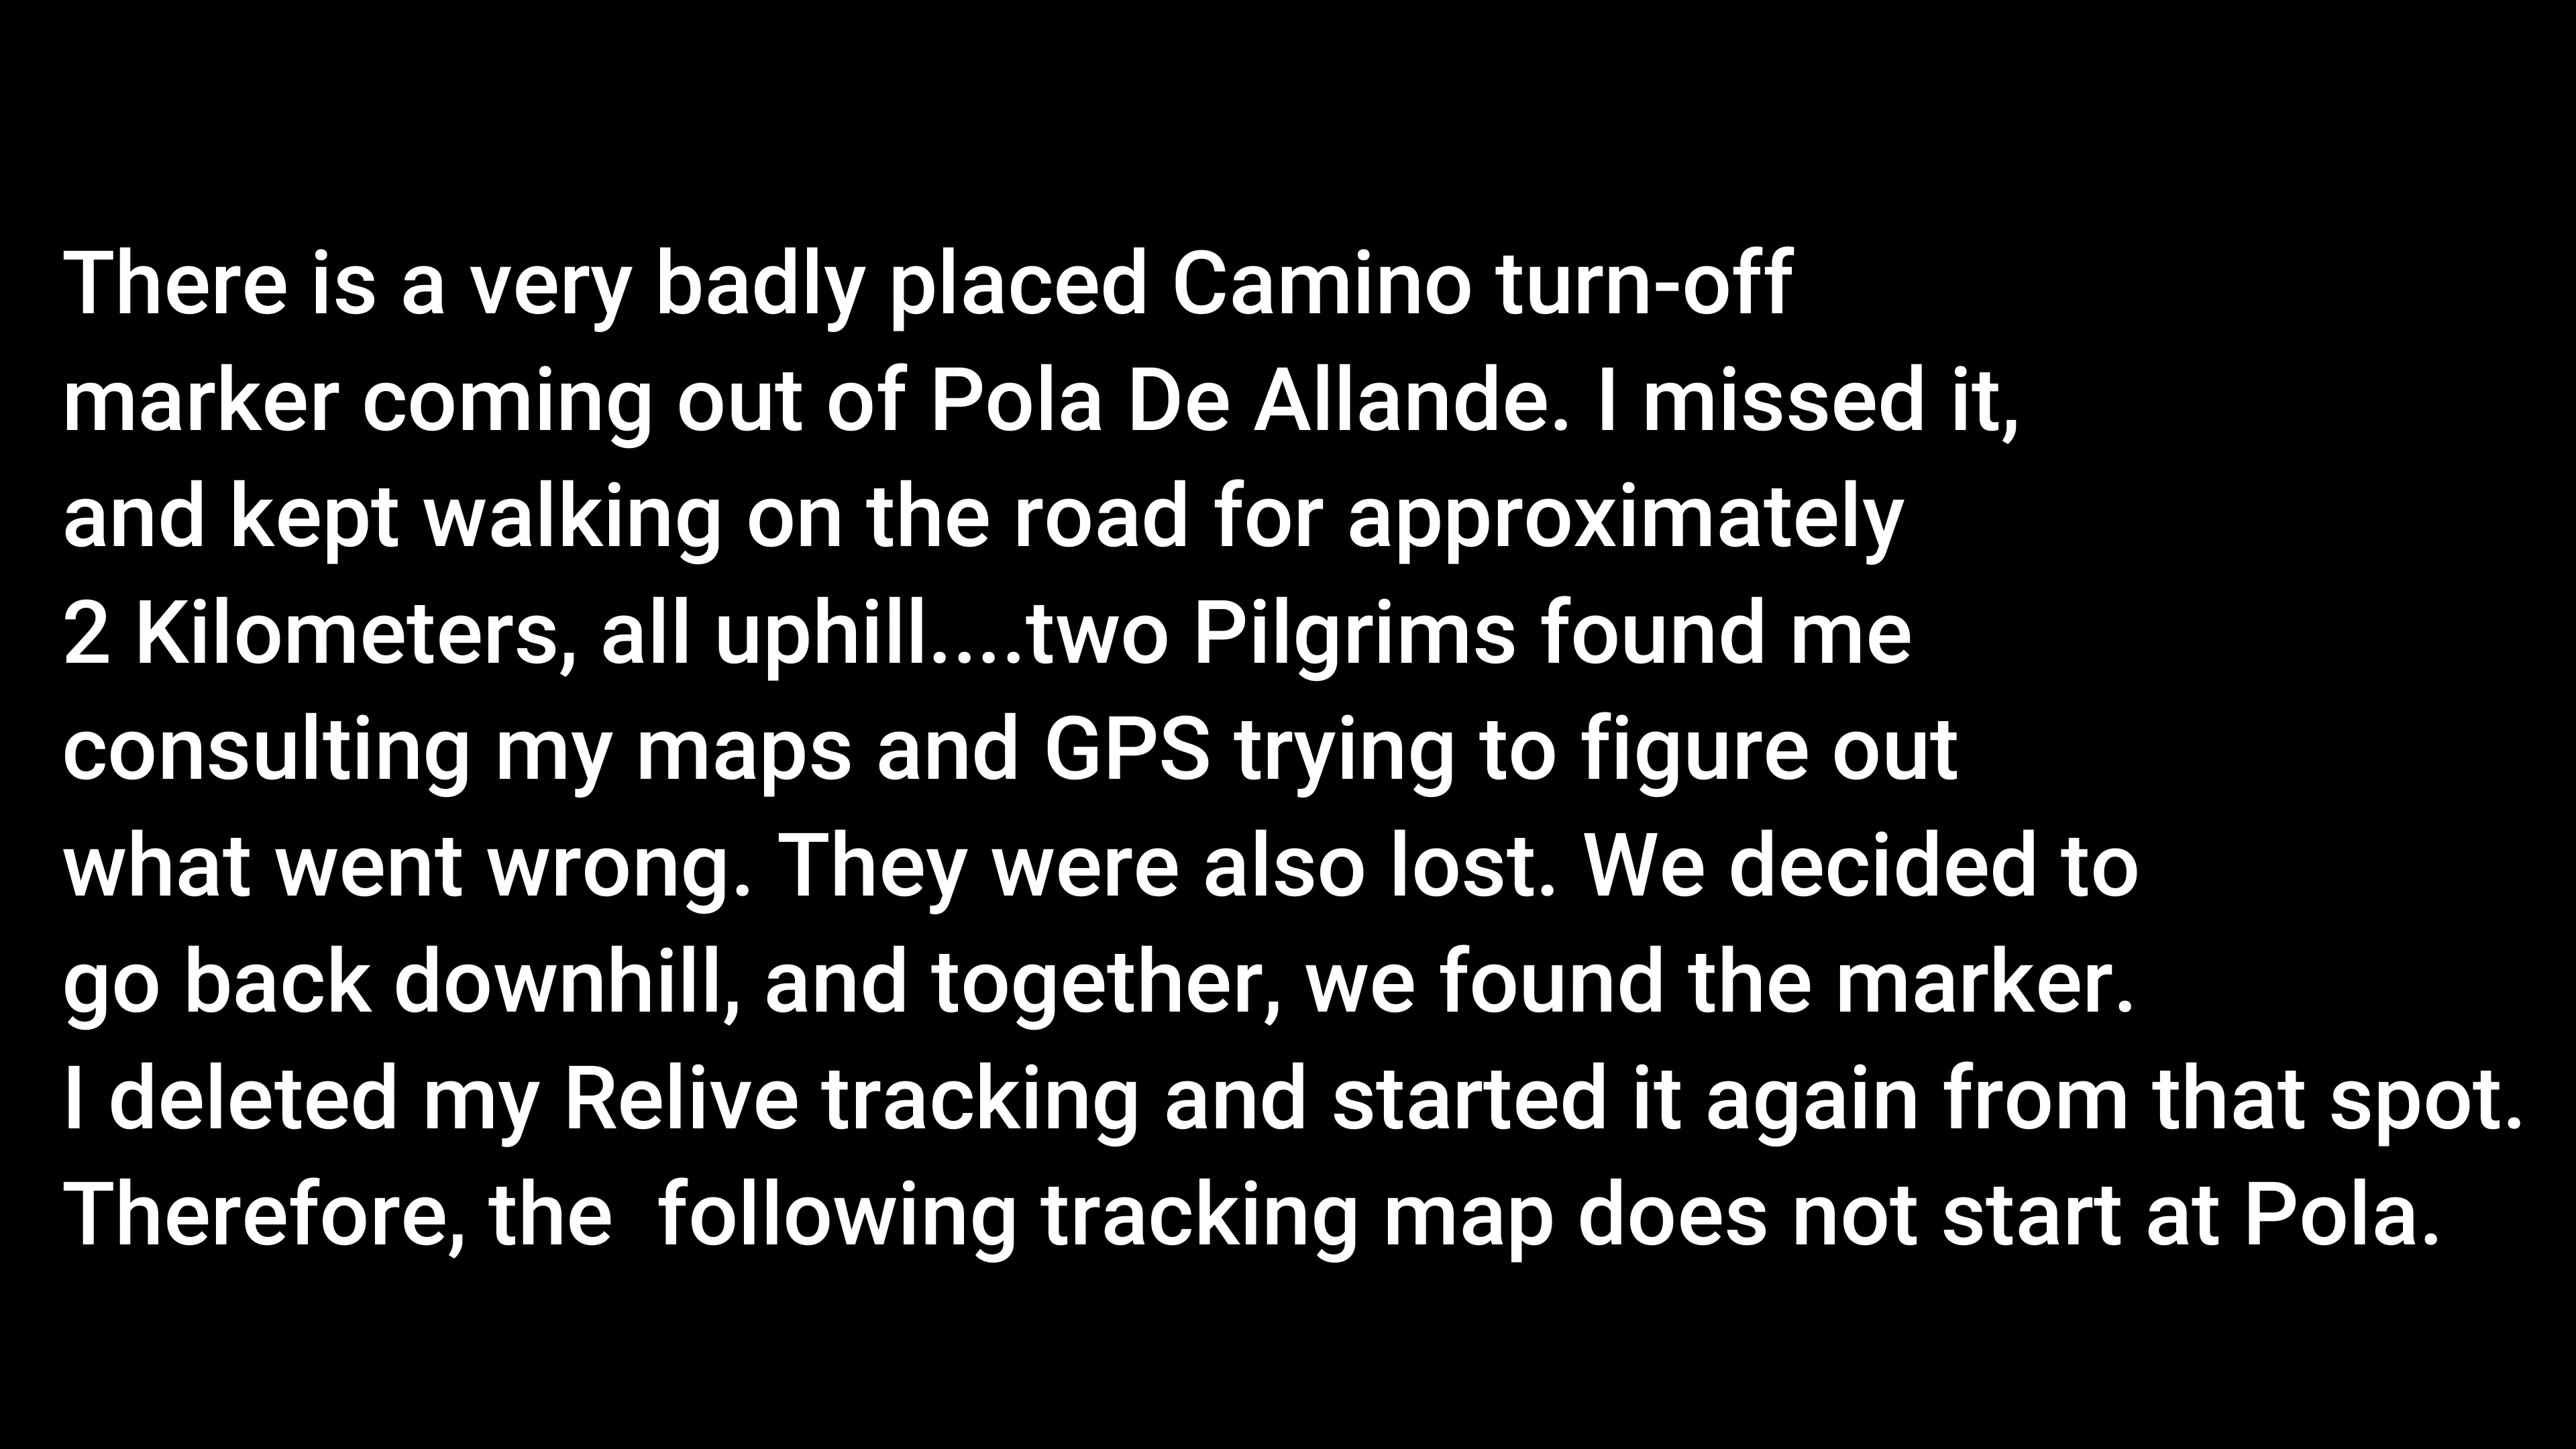 There is a very badly placed Camino turn-off
marker coming out of Pola De Allande. I missed it,
and kept walking on the road for approximately
2 Kilometers, all uphill....two Pilgrims found me
consulting my maps and GPS trying to figure out
what went wrong. They were also lost. We decided to
go back downhill, and together, we found the marker.
I deleted my Relive tracking and started it again from that spot.
Therefore, the  following tracking map does not start at Pola.